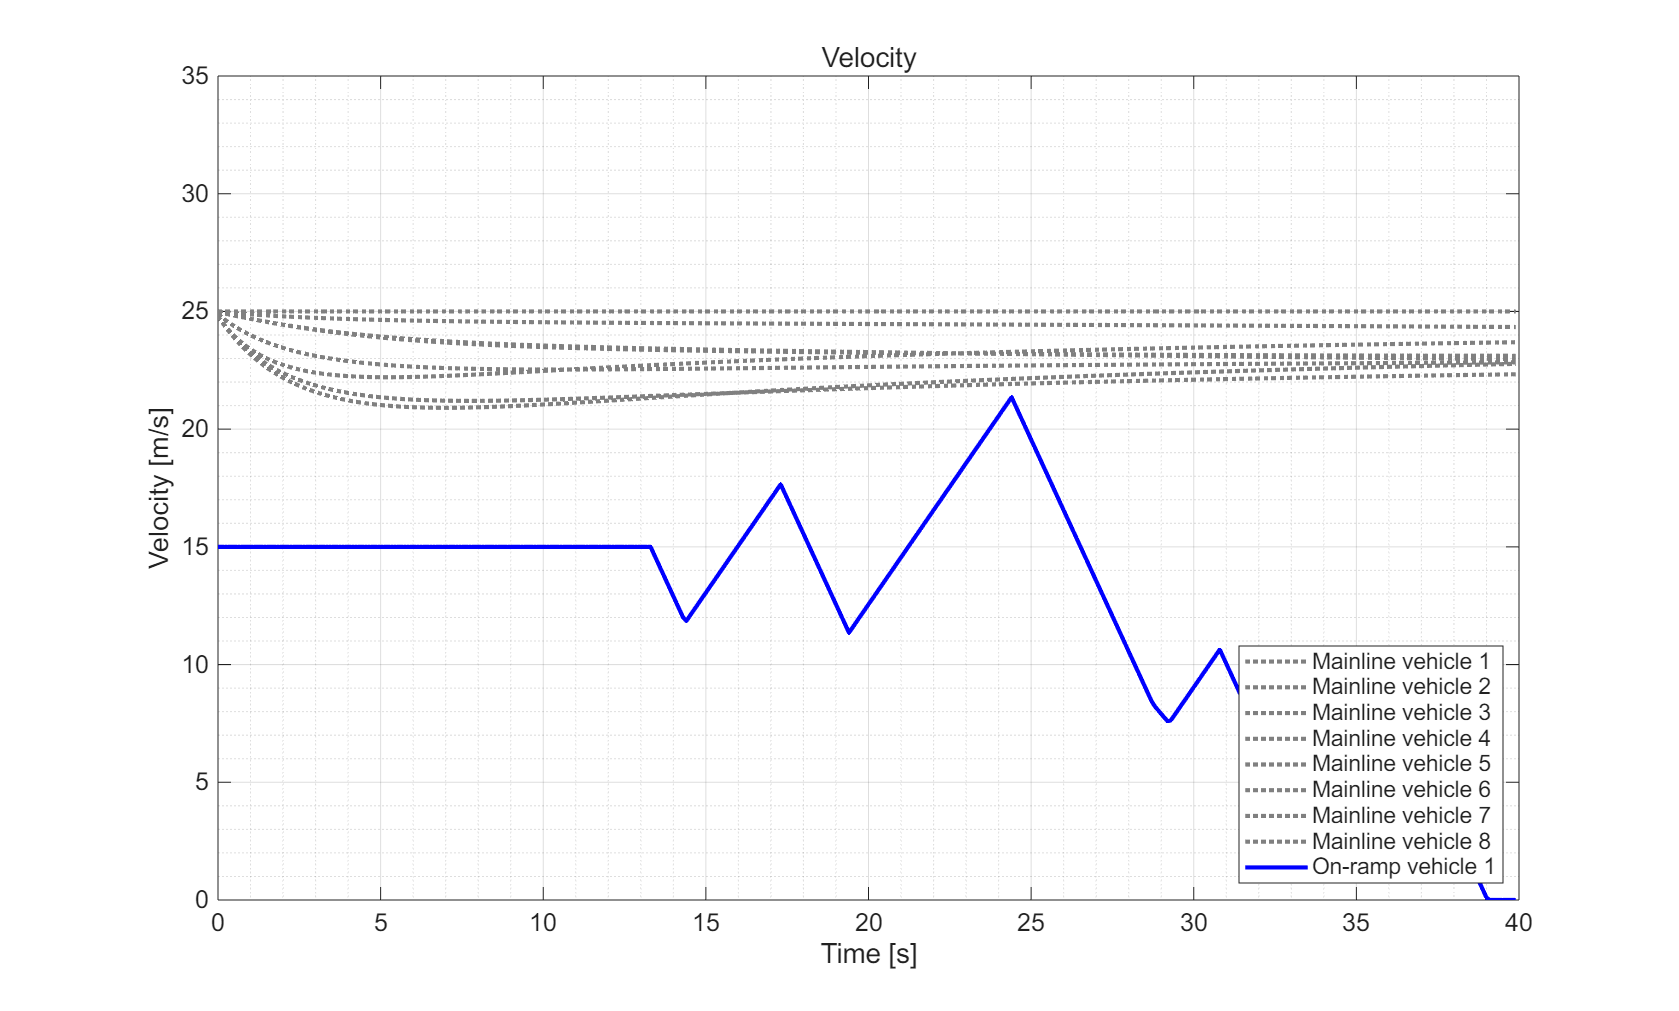 Velocity
35
30
25
20
15
10
5
0
Velocity [m/s]
0 5 10 15 20 25 30 35 40
Time [s]
Mainline vehicle 1
Mainline vehicle 2
Mainline vehicle 3
Mainline vehicle 4
Mainline vehicle 5
Mainline vehicle 6
Mainline vehicle 7
Mainline vehicle 8
On-ramp vehicle 1